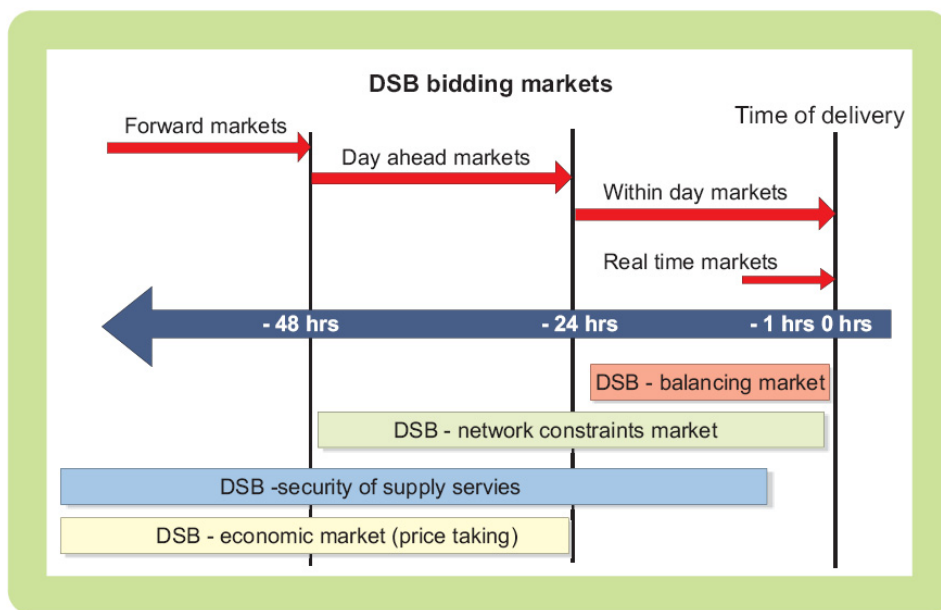 DSB bidding markets
Time of delivery
Forward markets
Day ahead markets
Within day markets
Real time markets
- 48 hrs
- 24 hrs
- 1 hrs 0 hrs
DSB - balancing market
DSB - network constraints market
DSB -security of supply servies
DSB - economic market (price taking)